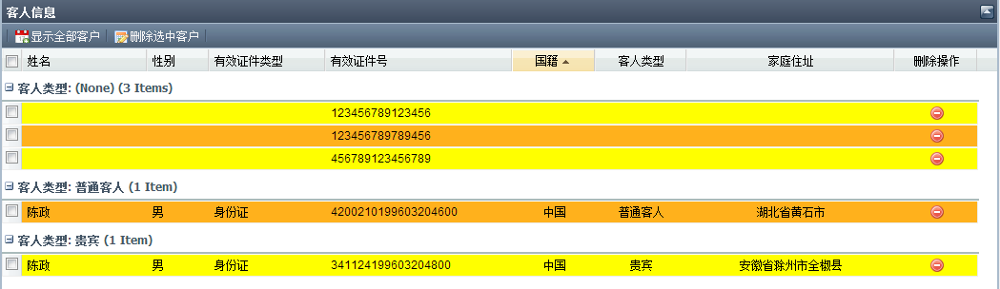 客人信息
显示全部客户 删除选中客户
姓名 性别 有效证件类型 有效证件号 国籍 客人类型 家庭住址 删除操作
客人类型: (None) (3 Items)
123456789123456
123456789789456
456789123456789
客人类型: 普通客人 (1 Item)
陈政 男 身份证 4200210199603204600 中国 普通客人 湖北省黄石市
客人类型: 贵宾 (1 Item)
陈政 男 身份证 341124199603204800 中国 贵宾 安徽省滁州市全椒县